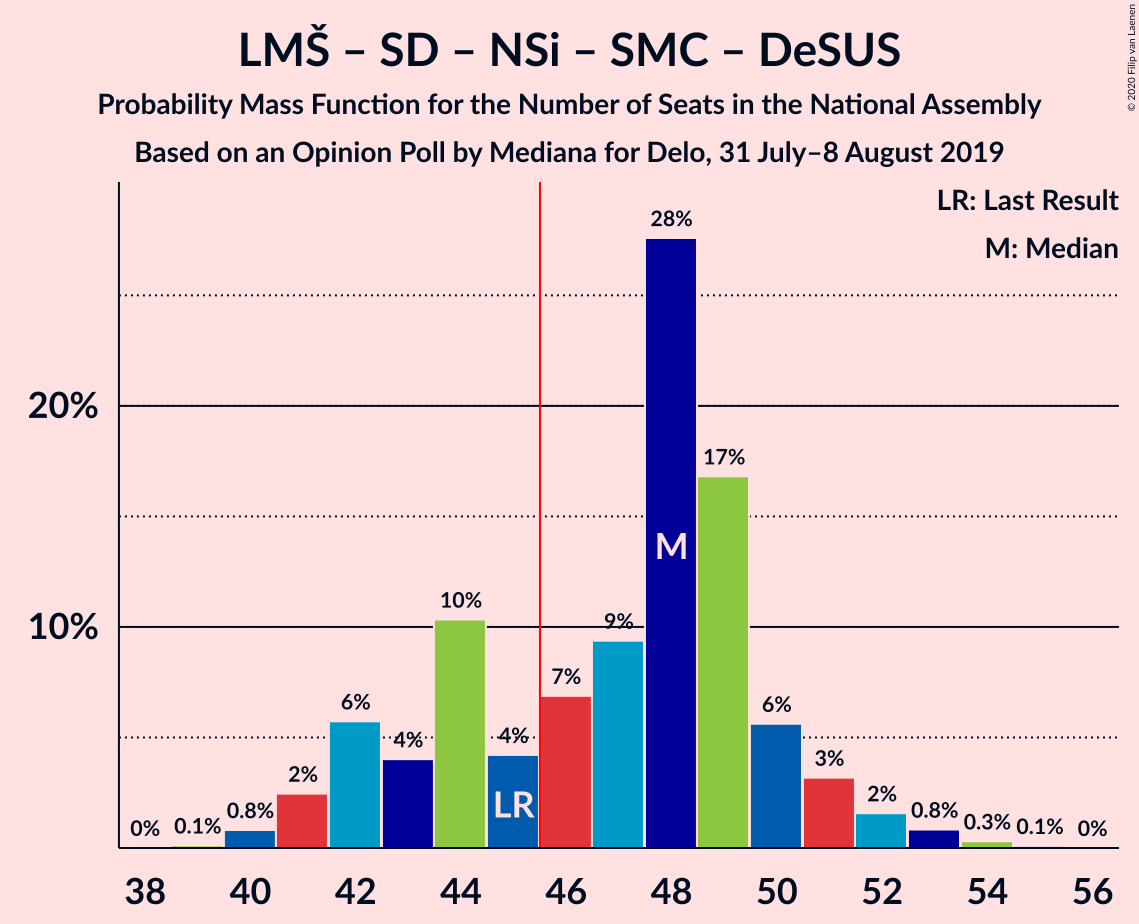 LMŠ – SD – NSi – SMC – DeSUS
Probability Mass Function for the Number of Seats in the National Assembly
Based on an Opinion Poll by Mediana for Delo, 31 July–8 August 2019
© 2020 Filip van Laenen
LR: Last Result
M: Median
28%
20%
17%
M
10%
10%
9%
7%
6%
6%
4%
4%
3%
2%
2%
LR
0.8%
0.8%
0%
0.1%
0.3%
0.1%
0%
38 40 42 44 46 48 50 52 54 56